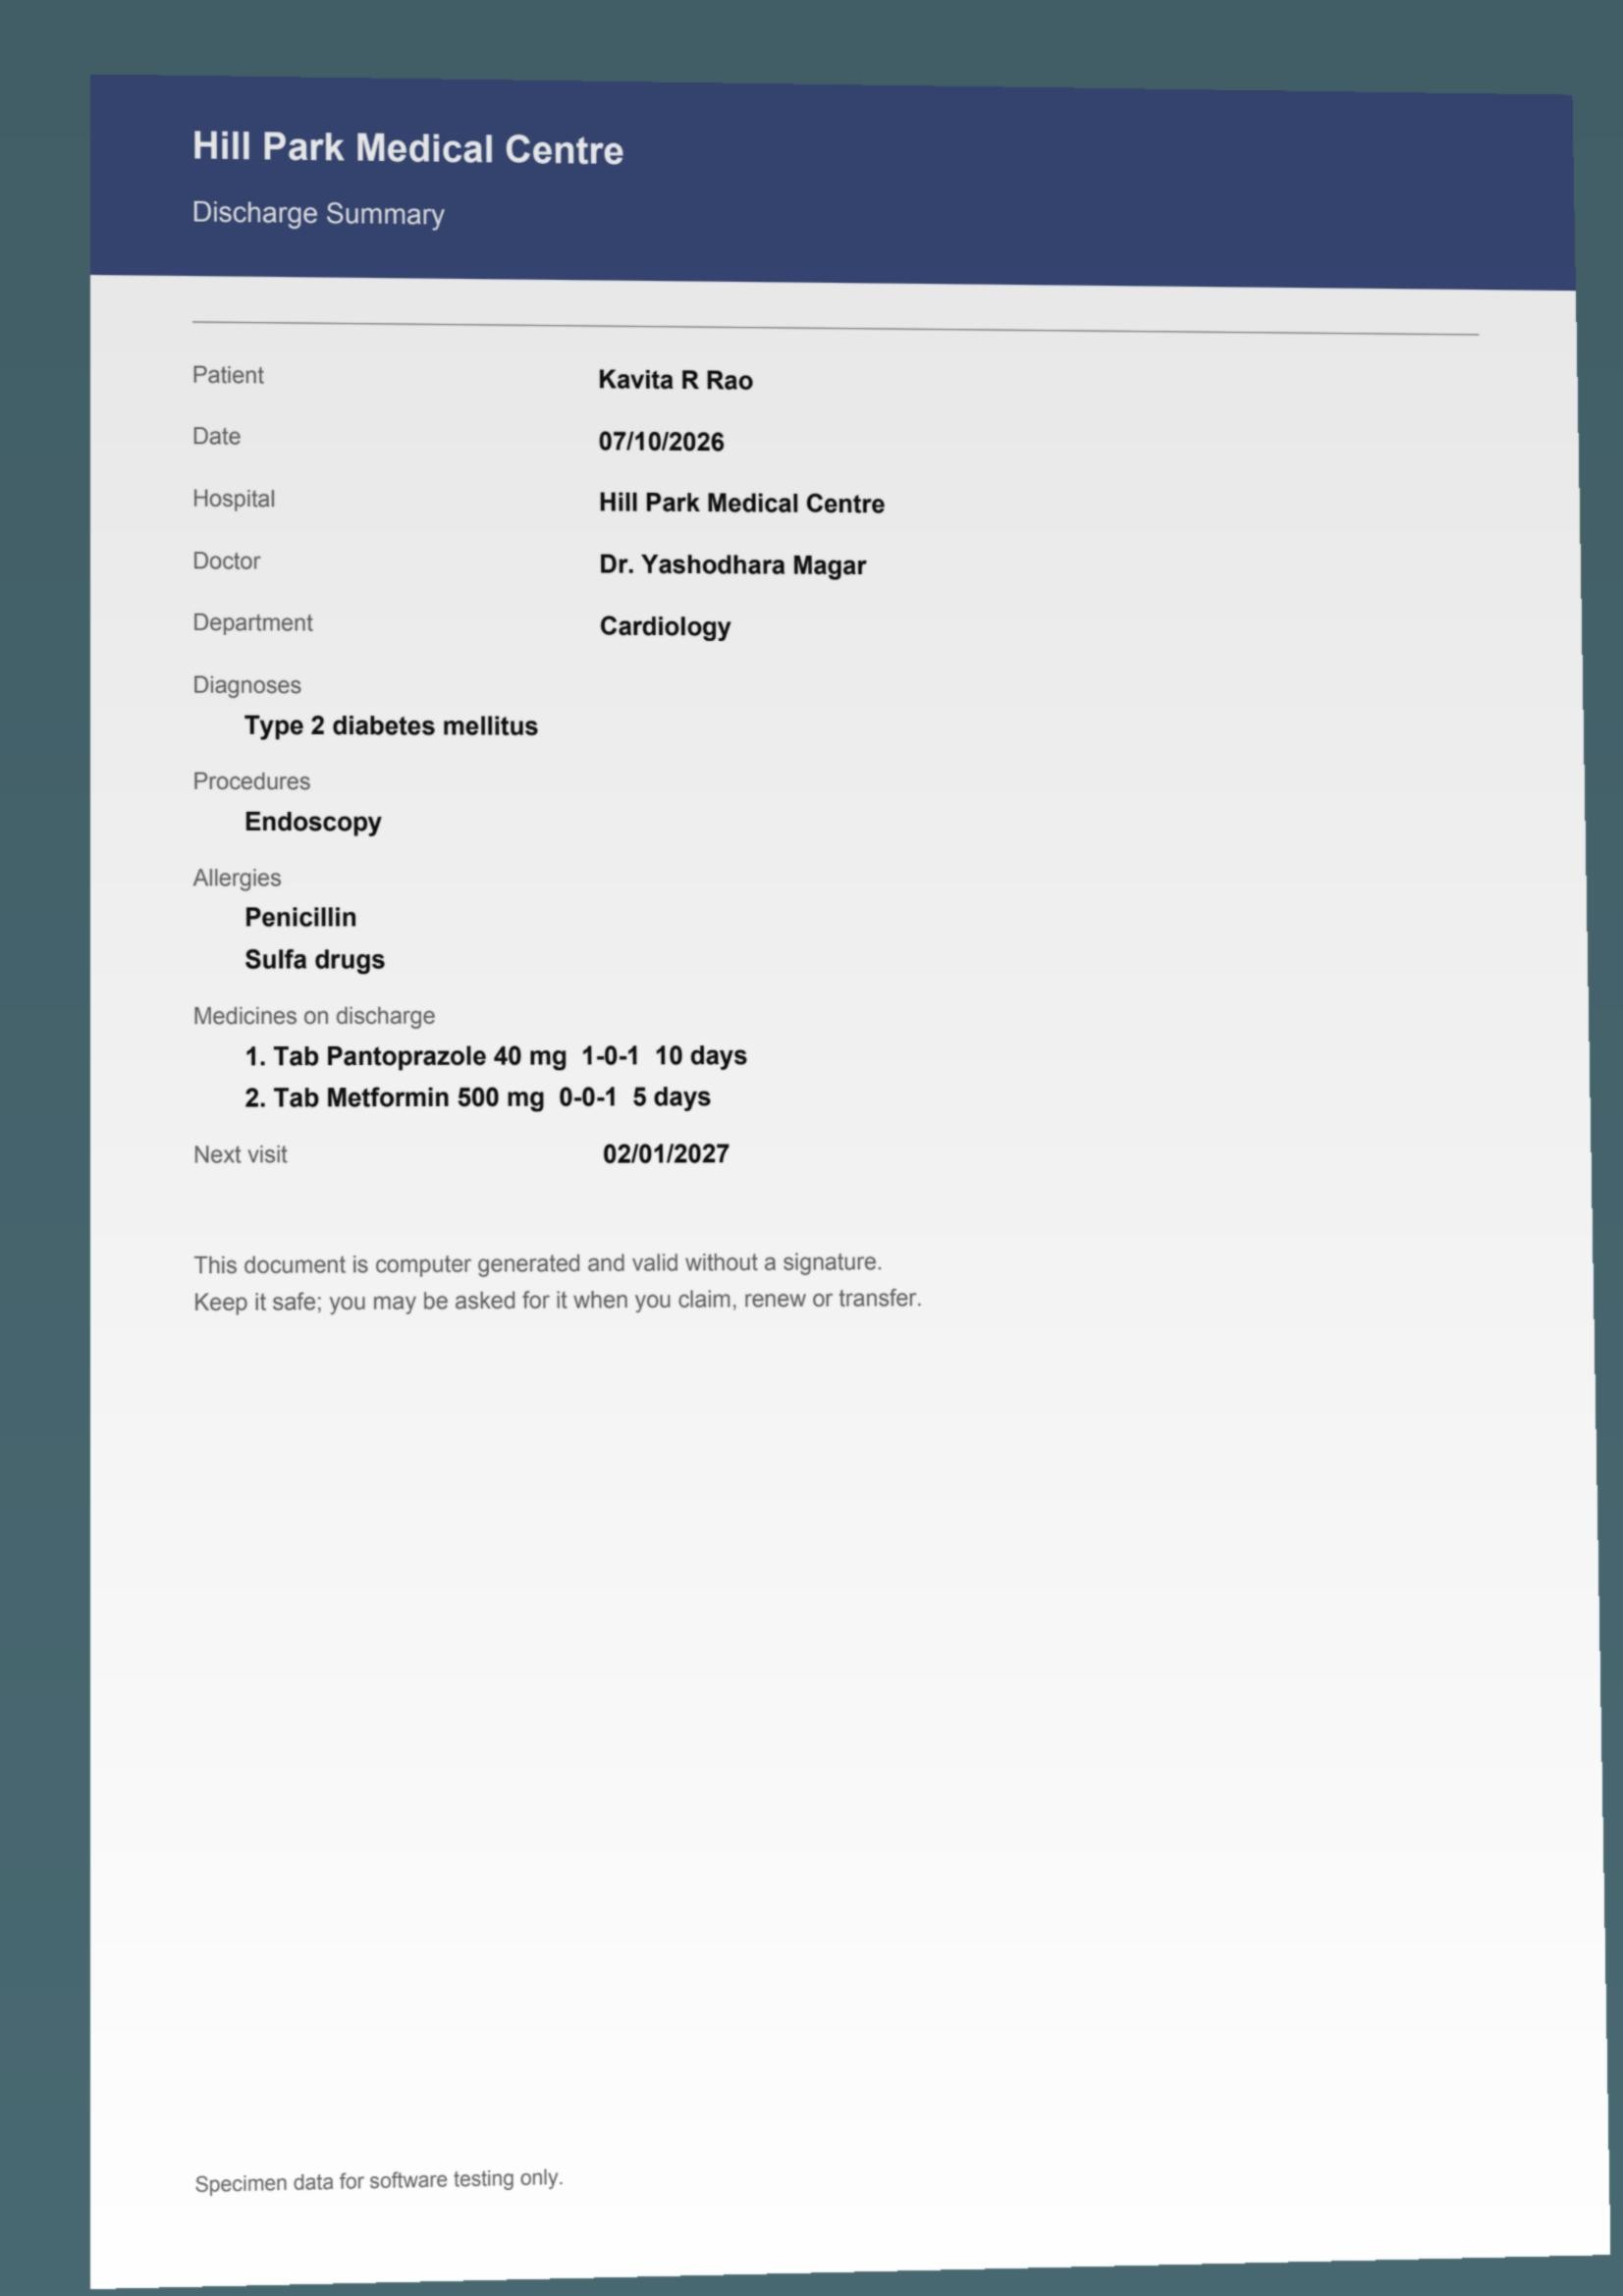 Hill Park Medical Centre
Discharge Summary
Patient Kavita R Rao
Date 07/10/2026
Hospital Hill Park Medical Centre
Doctor Dr. Yashodhara Magar
Department Cardiology
Diagnoses
Type 2 diabetes mellitus
Procedures
Endoscopy
Allergies
Penicillin
Sulfa drugs
Medicines on discharge
1. Tab Pantoprazole 40 mg 1-0-1 10 days
2. Tab Metformin 500 mg 0-0-1 5 days
Next visit 02/01/2027
This document is computer generated and valid without a signature.
Keep it safe; you may be asked for it when you claim, renew or transfer.
Specimen data for software testing only.